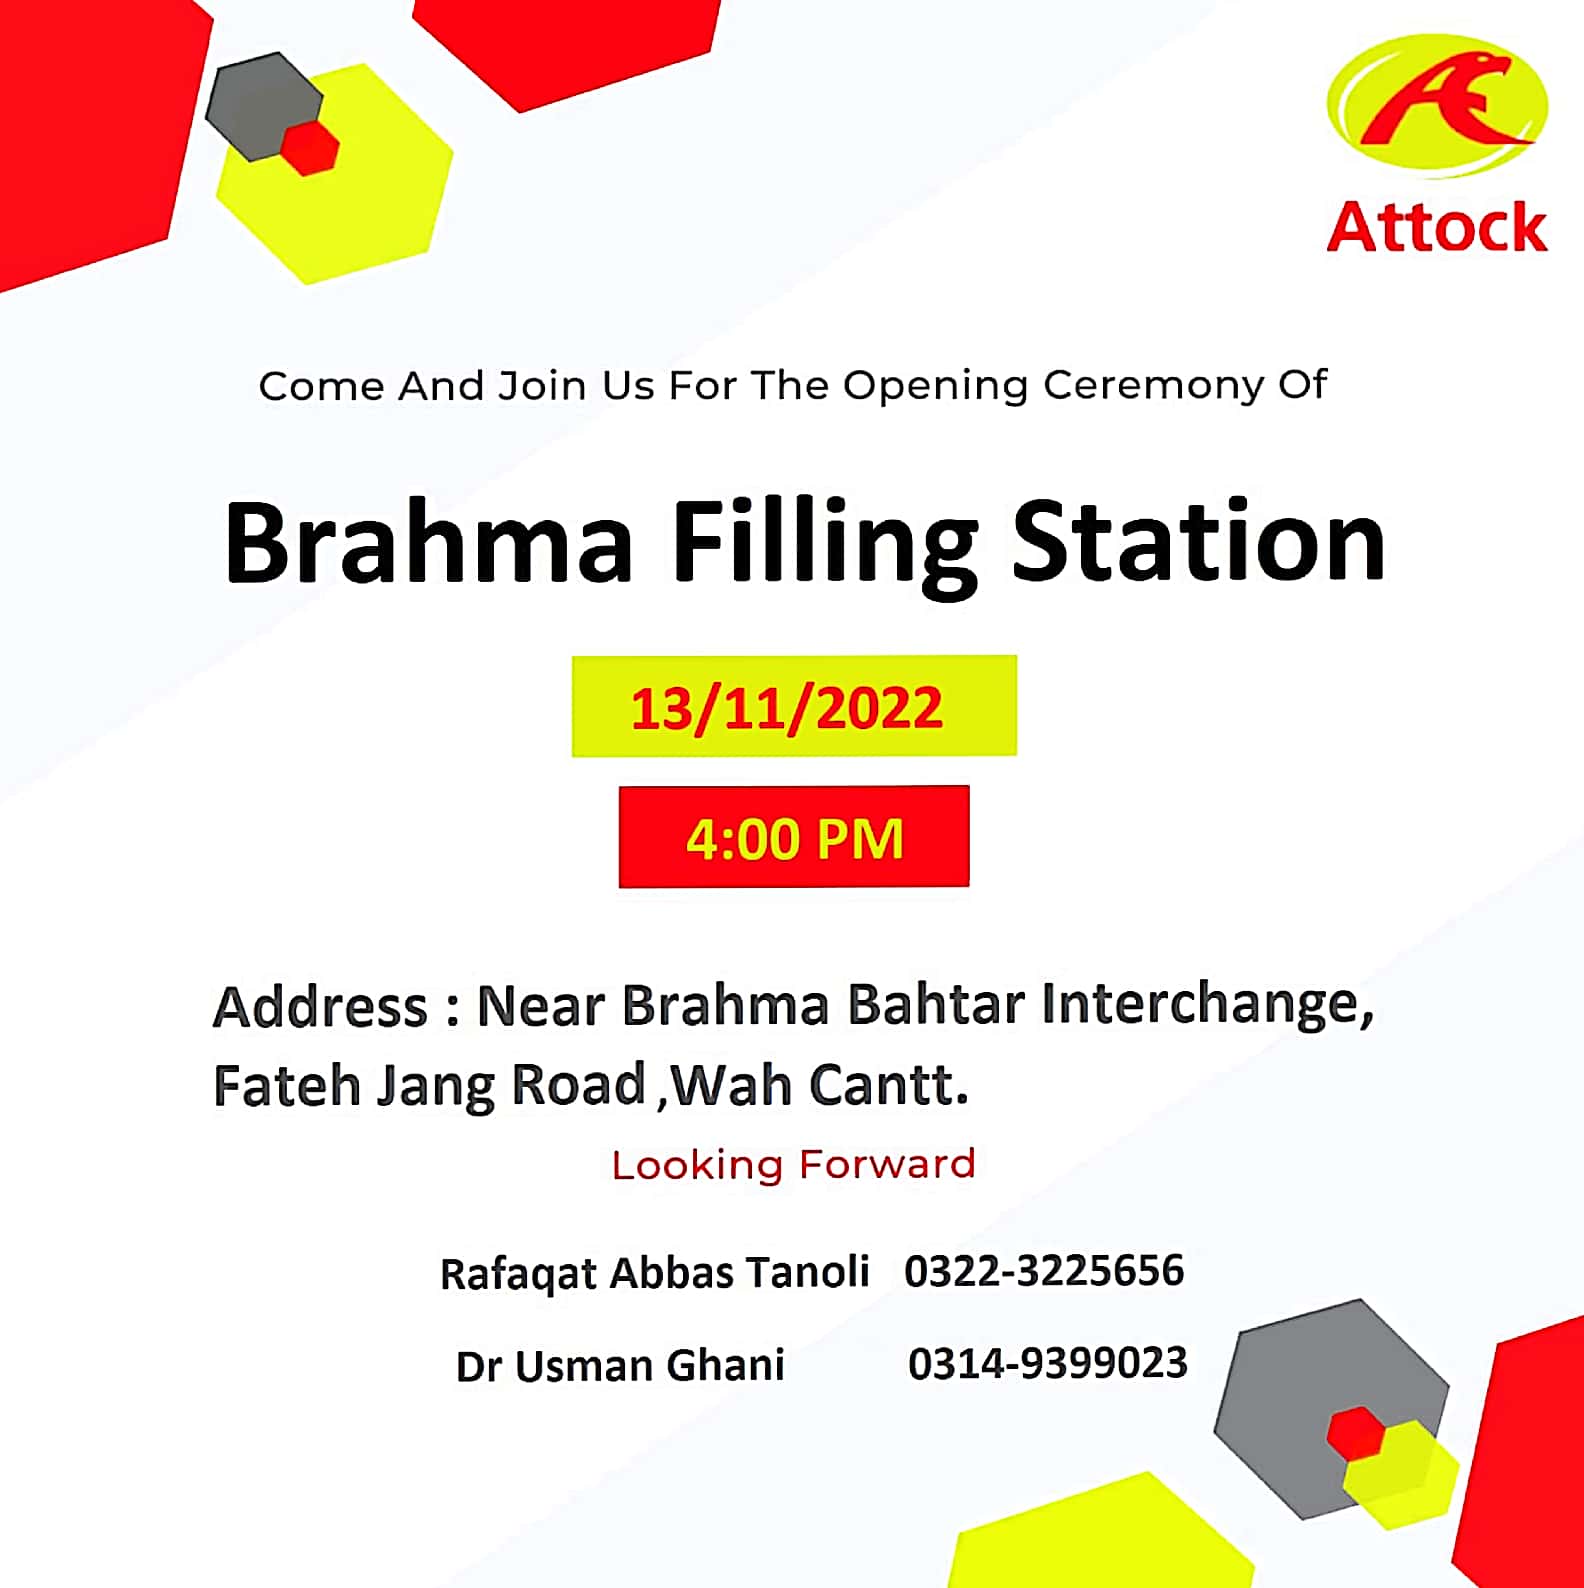 Attock
Come And Join Us For The Opening Ceremony Of
Brahma Filling Station
13/11/2022
4:00 PM
Address : Near Brahma Bahtar Interchange,
Fateh Jang Road ,Wah Cantt.
Looking Forward
Rafaqat Abbas Tanoli 0322-3225656
Dr Usman Ghani 0314-9399023